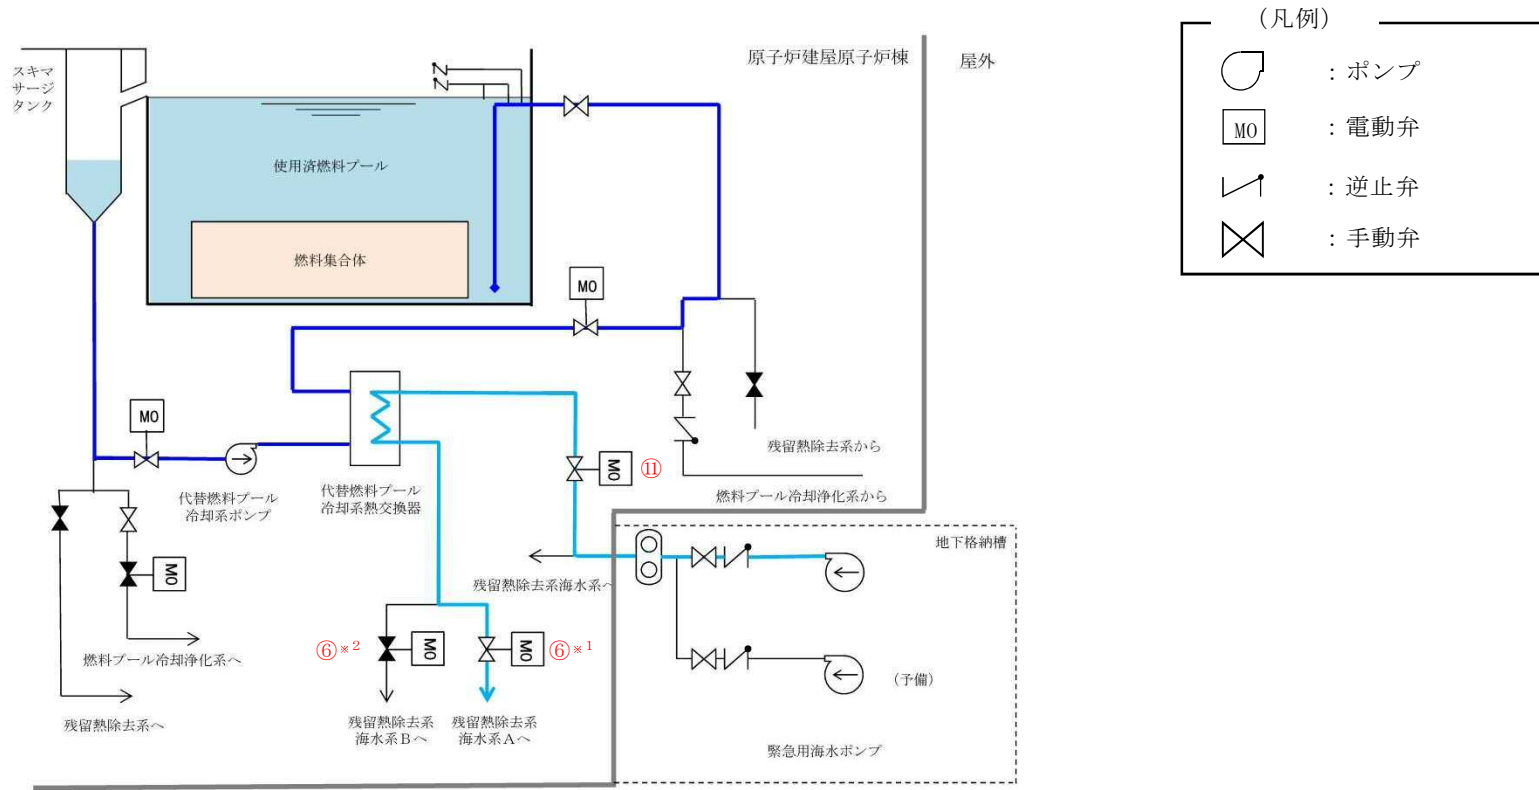 スキマ
サージ
タンク
使用済燃料プール
燃料集合体
原子炉建屋原子炉棟
屋外
(凡例)
：ポンプ
MO
：電動弁
：逆止弁
：手動弁
MO
MO
代替燃料プール
冷却系ポンプ
代替燃料プール
冷却系熱交換器
MO
⑪
残留熱除去系から
燃料プール冷却浄化系から
地下格納槽
残留熱除去系海水系へ
MO
燃料プール冷却浄化系へ
残留熱除去系へ
⑥※2
MO
MO
⑥※1
残留熱除去系
海水系Bへ
残留熱除去系
海水系Aへ
(予備)
緊急用海水ポンプ